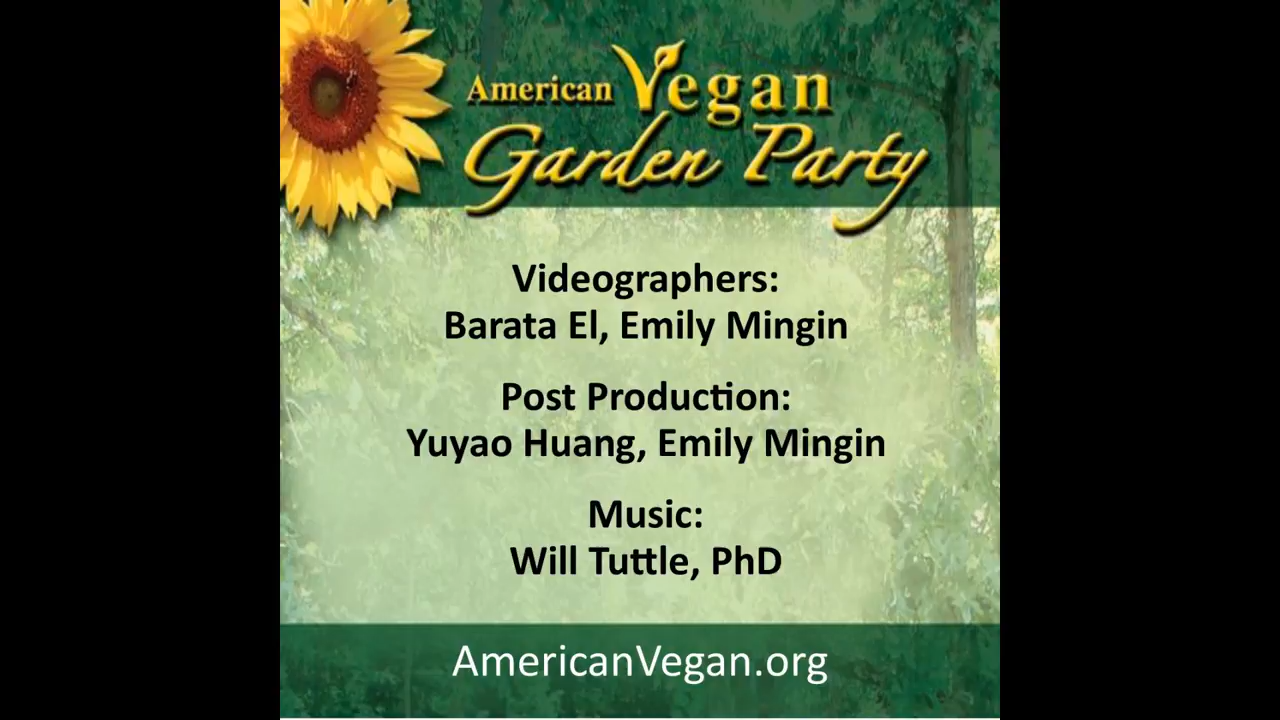 American Vegan
Garden Party
Videographers:
Barata El, Emily Mingin
Post Production:
Yuyao Huang, Emily Mingin
Music:
Will Tuttle, PhD
AmericanVegan.org